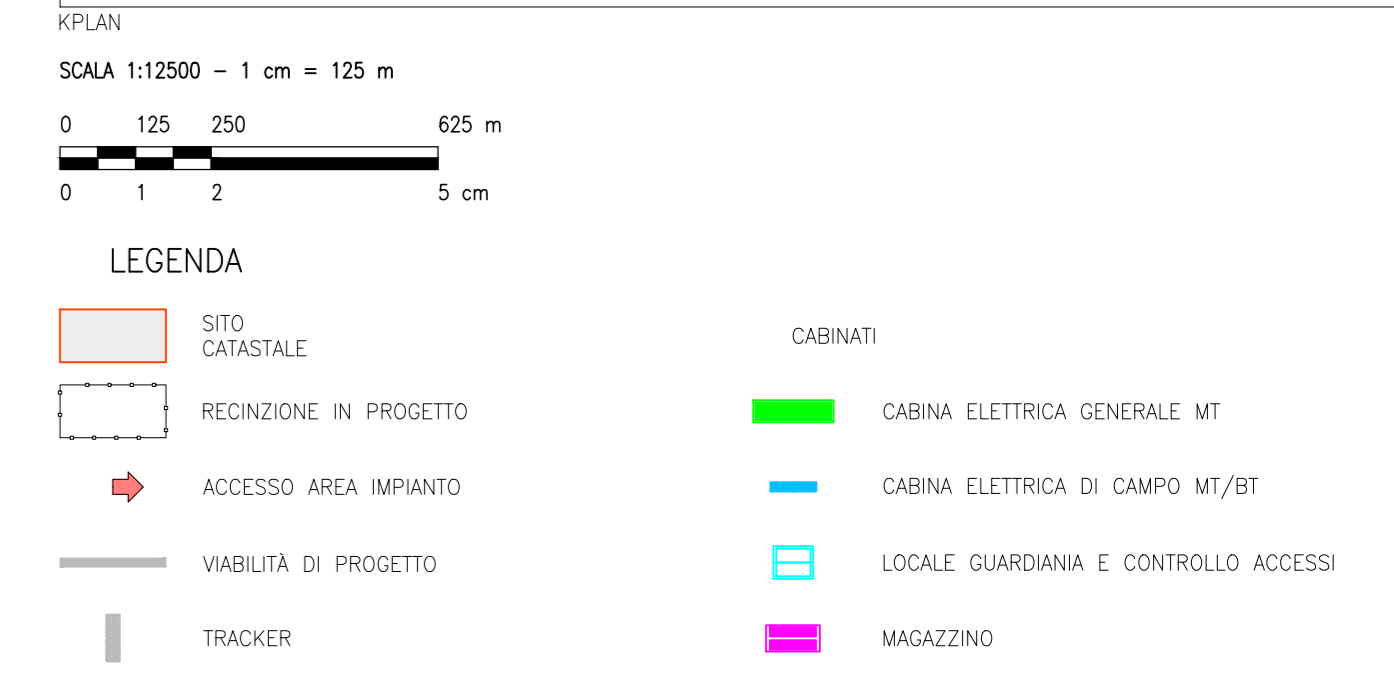 KPLAN
SCALA 1:12500 – 1 cm = 125 m
0 125 250 625 m
0 1 2 5 cm
LEGENDA
SITO
CATASTALE
RECINZIONE IN PROGETTO
ACCESSO AREA IMPIANTO
VIABILITÀ DI PROGETTO
TRACKER
CABINATI
CABINA ELETTRICA GENERALE MT
CABINA ELETTRICA DI CAMPO MT/BT
LOCALE GUARDIANIA E CONTROLLO ACCESSI
MAGAZZINO